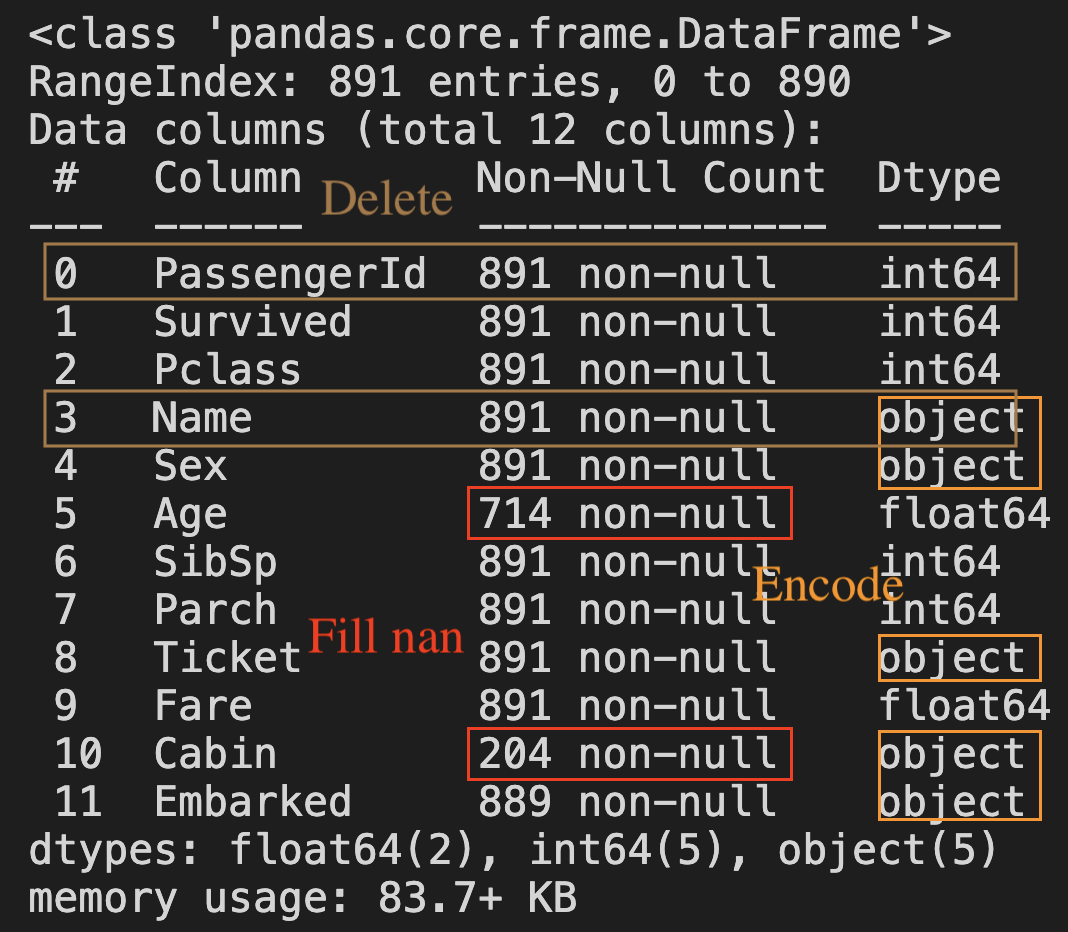 <class 'pandas.core.frame.DataFrame'>
RangeIndex: 891 entries, 0 to 890
Data columns (total 12 columns):
 #   Column        Non-Null Count  Dtype
Delete
---  ------        --------------  -----
 0   PassengerId   891 non-null    int64
 1   Survived      891 non-null    int64
 2   Pclass        891 non-null    int64
 3   Name          891 non-null    object
 4   Sex           891 non-null    object
 5   Age           714 non-null    float64
 6   SibSp         891 non-null    int64
Encode
 7   Parch         891 non-null    int64
Fill nan
 8   Ticket        891 non-null    object
 9   Fare          891 non-null    float64
 10  Cabin         204 non-null    object
 11  Embarked      889 non-null    object
dtypes: float64(2), int64(5), object(5)
memory usage: 83.7+ KB